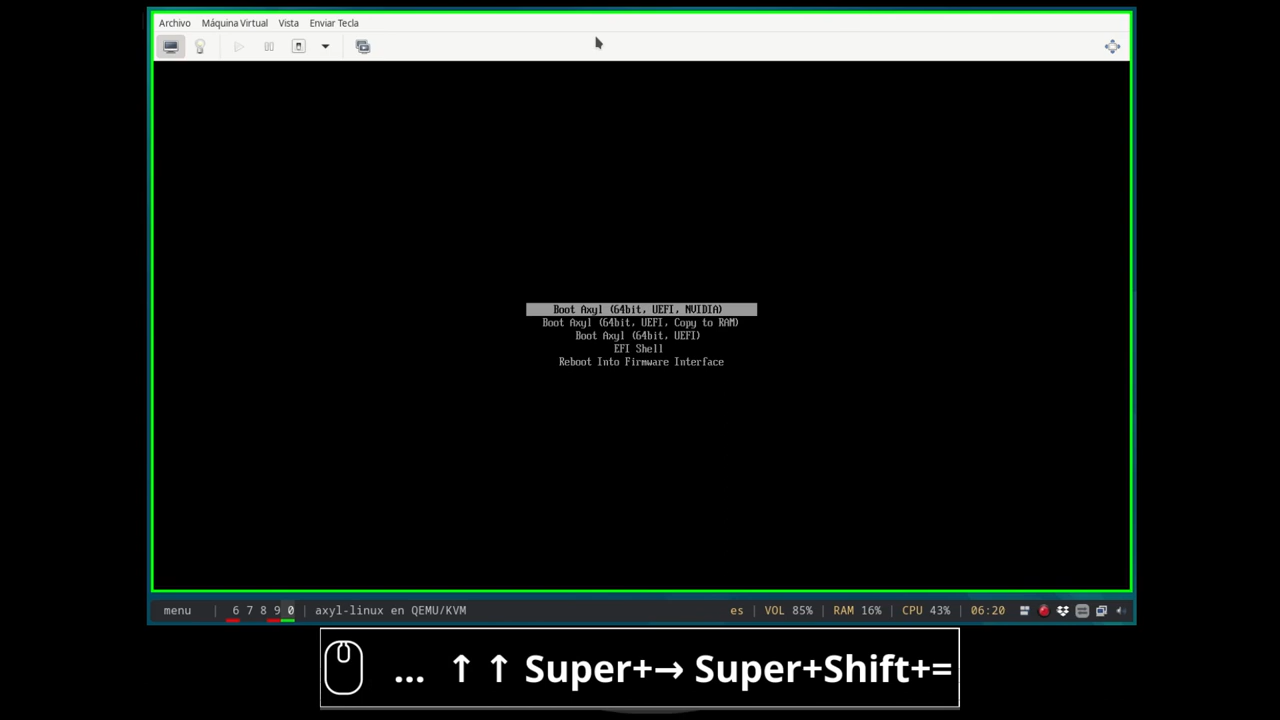 Archivo Máquina Virtual Vista Enviar Tecla
Boot Axyl (64bit, UEFI, NVIDIA)
Boot Axyl (64bit, UEFI, Copy to RAM)
Boot Axyl (64bit, UEFI)
EFI Shell
Reboot Into Firmware Interface
menu | 6 7 8 9 0 | axyl-linux en QEMU/KVM es | VOL 85% | RAM 16% | CPU 43% | 06:20
... ↑ ↑ Super+→ Super+Shift+=